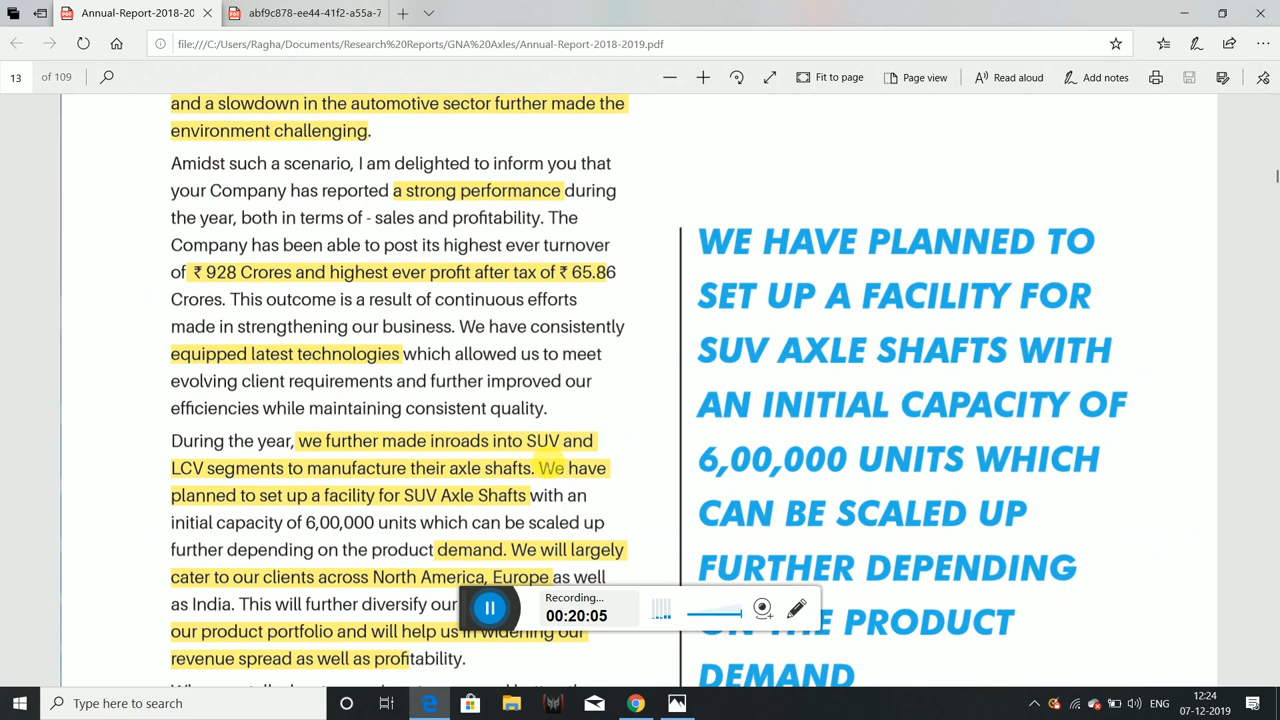 Annual-Report-2018-20
abf9c878-ee44-41f2-a55a-7
file:///C:/Users/Ragha/Documents/Research%20Reports/GNA%20Axles/Annual-Report-2018-2019.pdf
13 of 109
Fit to page
Page view
Read aloud
Add notes
and a slowdown in the automotive sector further made the
environment challenging.
Amidst such a scenario, I am delighted to inform you that
your Company has reported a strong performance during
the year, both in terms of - sales and profitability. The
Company has been able to post its highest ever turnover
of ₹ 928 Crores and highest ever profit after tax of ₹ 65.86
Crores. This outcome is a result of continuous efforts
made in strengthening our business. We have consistently
equipped latest technologies which allowed us to meet
evolving client requirements and further improved our
efficiencies while maintaining consistent quality.
During the year, we further made inroads into SUV and
LCV segments to manufacture their axle shafts. We have
planned to set up a facility for SUV Axle Shafts with an
initial capacity of 6,00,000 units which can be scaled up
further depending on the product demand. We will largely
cater to our clients across North America, Europe as well
as India. This will further diversify our
our product portfolio and will help us in widening our
revenue spread as well as profitability.
WE HAVE PLANNED TO
SET UP A FACILITY FOR
SUV AXLE SHAFTS WITH
AN INITIAL CAPACITY OF
6,00,000 UNITS WHICH
CAN BE SCALED UP
FURTHER DEPENDING
ON THE PRODUCT
DEMAND
Recording...
00:20:05
Type here to search
ENG
12:24
07-12-2019